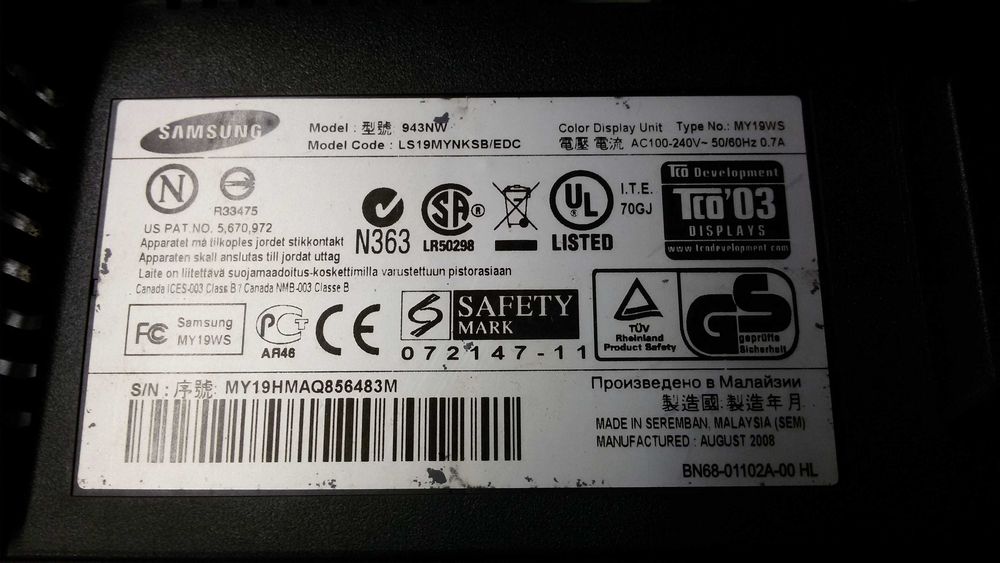 SAMSUNG
Model : 型號 943NW
Model Code : LS19MYNKSB/EDC
Color Display Unit Type No.: MY19WS
電壓 電流 AC100-240V~ 50/60Hz 0.7A
N
R33475
US PAT.NO. 5,670,972
Apparatet må tilkoples jordet stikkontakt
Apparaten skall anslutas till jordat uttag
Laite on liitettävä suojamaadoitus-koskettimilla varustettuun pistorasiaan
Canada ICES-003 Class B / Canada NMB-003 Classe B
N363
SA
LR50298
UL
LISTED
I.T.E.
70GJ
TCO Development
TCO'03
DISPLAYS
www.tcodevelopment.com
FC
Samsung
MY19WS
PG
AR46
CE
S
SAFETY
MARK
072147-11
TÜV
Rheinland
Product Safety
GS
geprüfte
Sicherheit
S/N : 序號: MY19HMAQ856483M
Произведено в Малайзии
製造國: 製造年月
MADE IN SEREMBAN, MALAYSIA (SEM)
MANUFACTURED : AUGUST 2008
BN68-01102A-00 HL